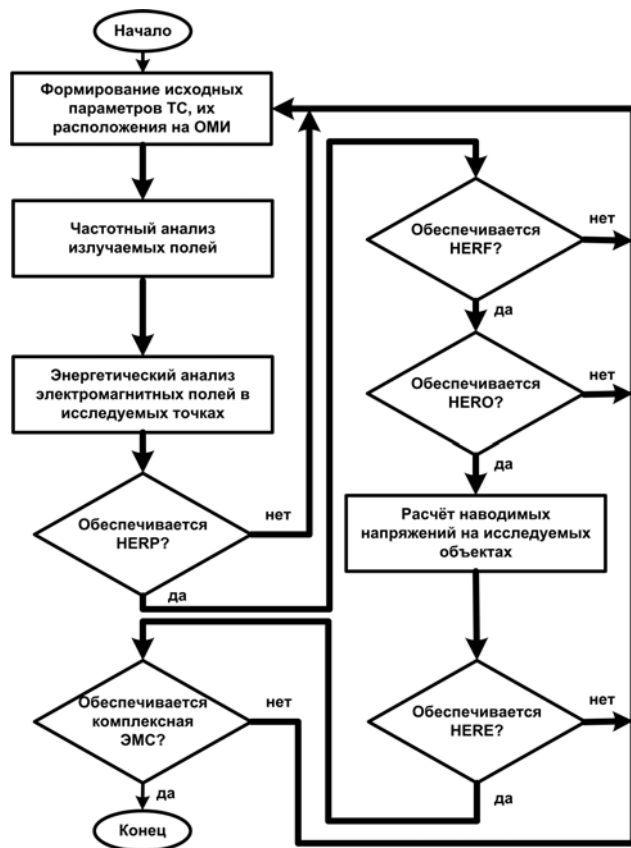 Начало
Формирование исходных
параметров ТС, их
расположения на ОМИ
Частотный анализ
излучаемых полей
Энергетический анализ
электромагнитных полей в
исследуемых точках
Обеспечивается
HERP?
нет
да
Обеспечивается
HERF?
нет
да
Обеспечивается
HERO?
нет
да
Расчёт наводимых
напряжений на исследуемых
объектах
Обеспечивается
HERE?
нет
да
Обеспечивается
комплексная
ЭМС?
нет
да
Конец